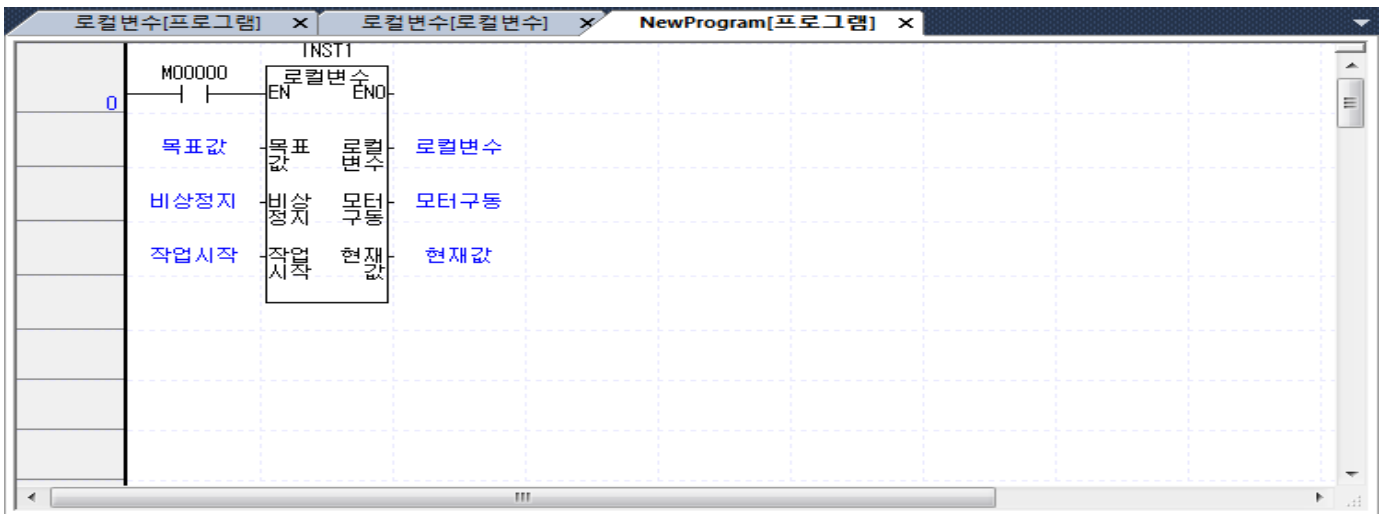 로컬변수[프로그램] 로컬변수[로컬변수] NewProgram[프로그램]
INST1
M00000 로컬변수
0 EN ENO
목표값 목표값 로컬변수 로컬변수
비상정지 비상정지 모터구동 모터구동
작업시작 작업시작 현재값 현재값